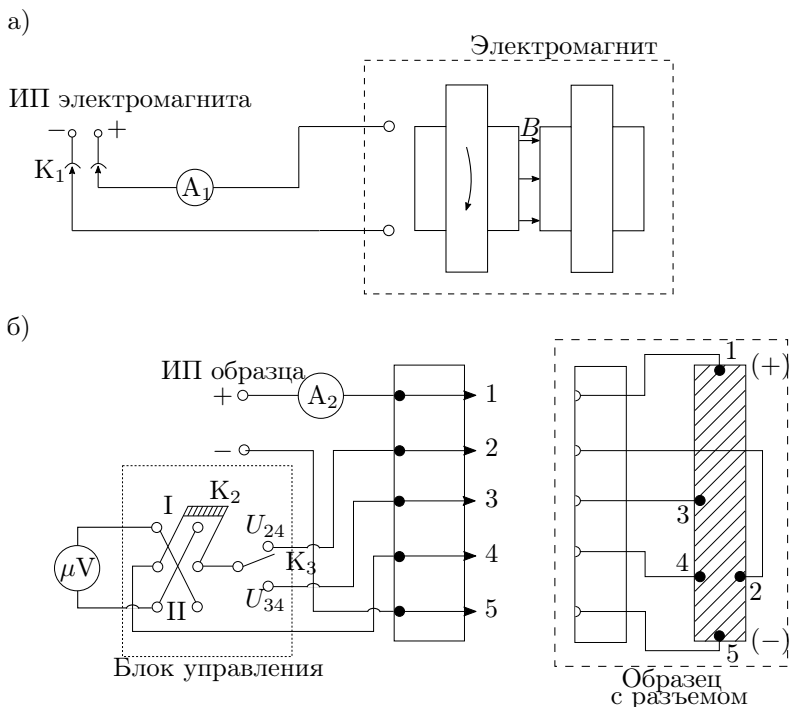 а)
Электромагнит
ИП электромагнита
− +
B
K₁
A₁
б)
ИП образца
+ A₂ 1
− 2
3
4
5
I K₂
U₂₄
K₃
μV
U₃₄
II
Блок управления
1 (+)
3
4 2
5 (−)
Образец
с разъемом